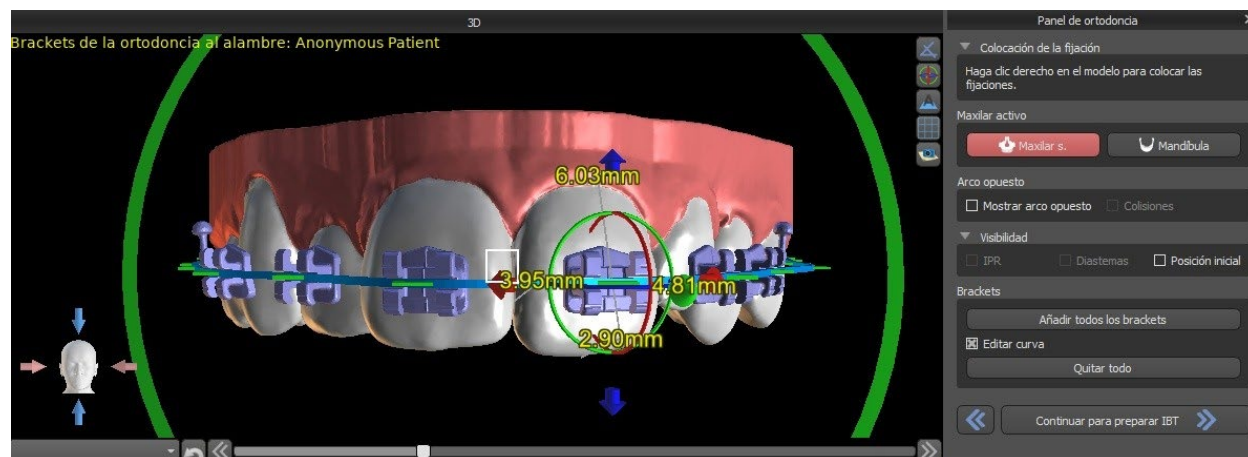 3D
Brackets de la ortodoncia al alambre: Anonymous Patient
6.03mm
3.95mm
4.81mm
2.90mm
Panel de ortodoncia
Colocación de la fijación
Haga clic derecho en el modelo para colocar las
fijaciones.
Maxilar activo
Maxilar s.
Mandíbula
Arco opuesto
Mostrar arco opuesto
Colisiones
Visibilidad
IPR
Diastemas
Posición inicial
Brackets
Añadir todos los brackets
Editar curva
Quitar todo
Continuar para preparar IBT